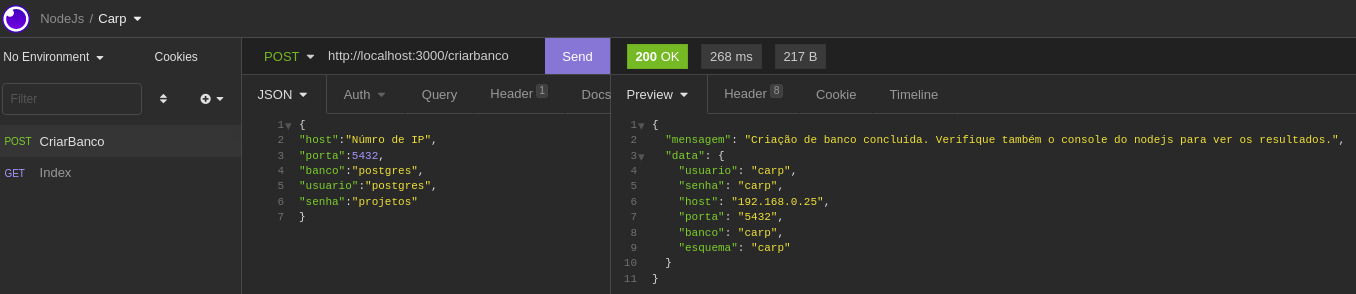 NodeJs / Carp
No Environment
Cookies
POST
http://localhost:3000/criarbanco
Send
200 OK
268 ms
217 B
Filter
POST CriarBanco
GET Index
JSON
Auth
Query
Header 1
Docs
1 {
2 "host":"Númro de IP",
3 "porta":5432,
4 "banco":"postgres",
5 "usuario":"postgres",
6 "senha":"projetos"
7 }
Preview
Header 8
Cookie
Timeline
1 {
2 "mensagem": "Criação de banco concluída. Verifique também o console do nodejs para ver os resultados.",
3 "data": {
4 "usuario": "carp",
5 "senha": "carp",
6 "host": "192.168.0.25",
7 "porta": "5432",
8 "banco": "carp",
9 "esquema": "carp"
10 }
11 }